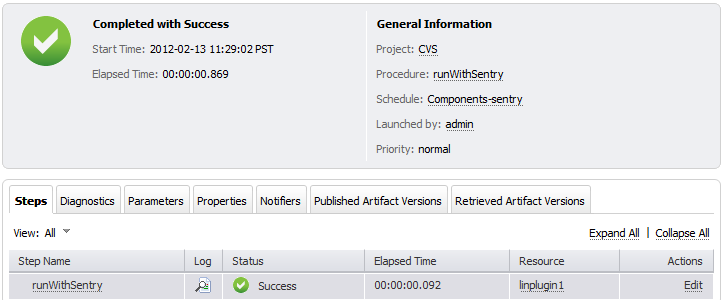 Completed with Success
Start Time: 2012-02-13 11:29:02 PST
Elapsed Time: 00:00:00.869
General Information
Project: CVS
Procedure: runWithSentry
Schedule: Components-sentry
Launched by: admin
Priority: normal
Steps Diagnostics Parameters Properties Notifiers Published Artifact Versions Retrieved Artifact Versions
View: All Expand All | Collapse All
Step Name Log Status Elapsed Time Resource Actions
runWithSentry Success 00:00:00.092 linplugin1 Edit